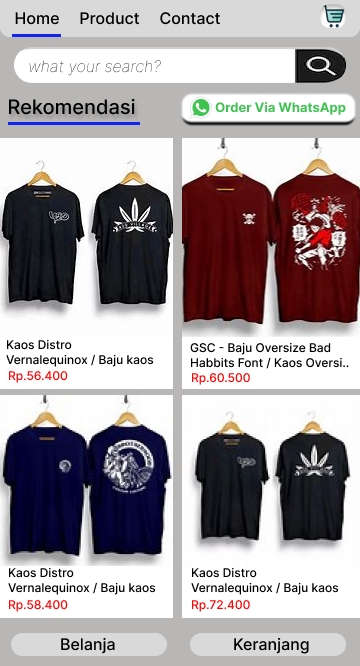 Home Product Contact
what your search?
Rekomendasi
Order Via WhatsApp
Kaos Distro
Vernalequinox / Baju kaos
Rp.56.400
GSC - Baju Oversize Bad
Habbits Font / Kaos Oversi..
Rp.60.500
Kaos Distro
Vernalequinox / Baju kaos
Rp.58.400
Kaos Distro
Vernalequinox / Baju kaos
Rp.72.400
Belanja
Keranjang